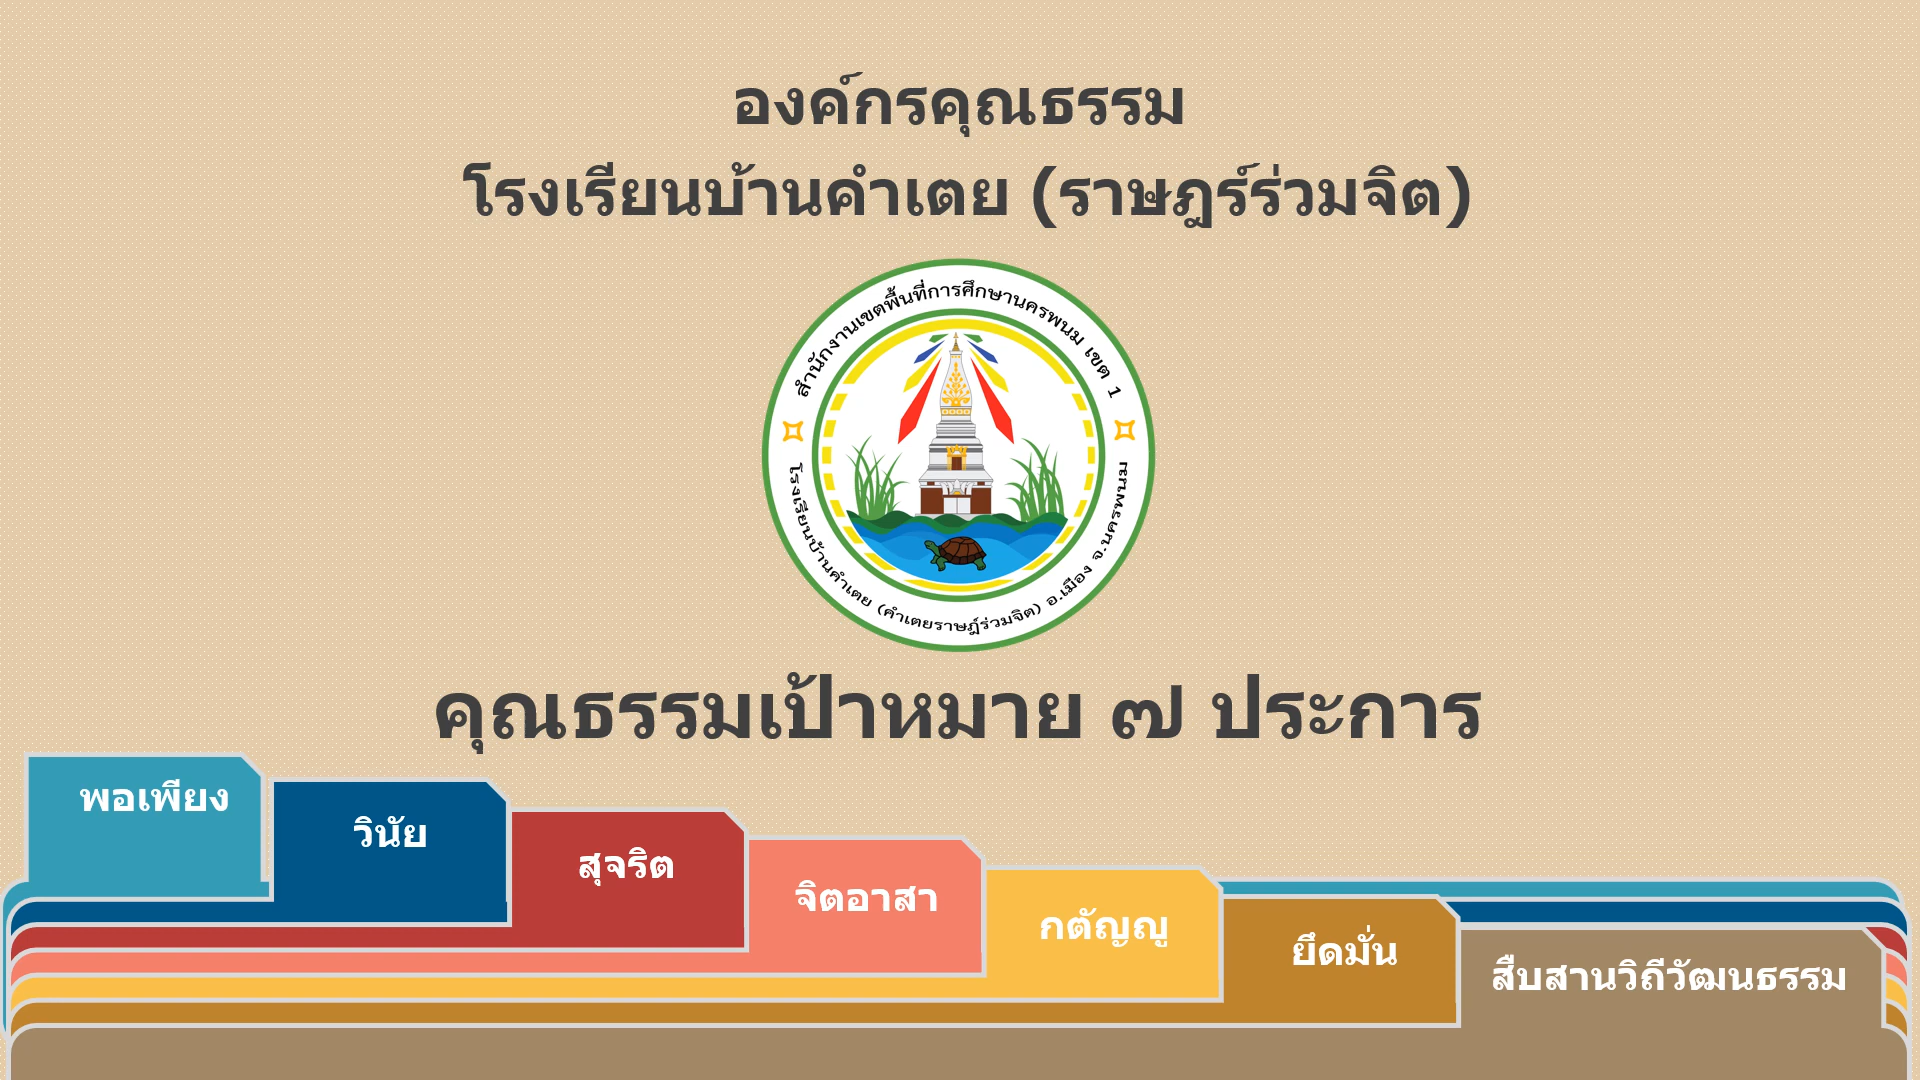 องค์กรคุณธรรม
โรงเรียนบ้านคำเตย (ราษฎร์ร่วมจิต)
สำนักงานเขตพื้นที่การศึกษานครพนม เขต 1
โรงเรียนบ้านคำเตย (คำเตยราษฎ์ร่วมจิต) อ.เมือง จ.นครพนม
คุณธรรมเป้าหมาย ๗ ประการ
พอเพียง
วินัย
สุจริต
จิตอาสา
กตัญญู
ยึดมั่น
สืบสานวิถีวัฒนธรรม